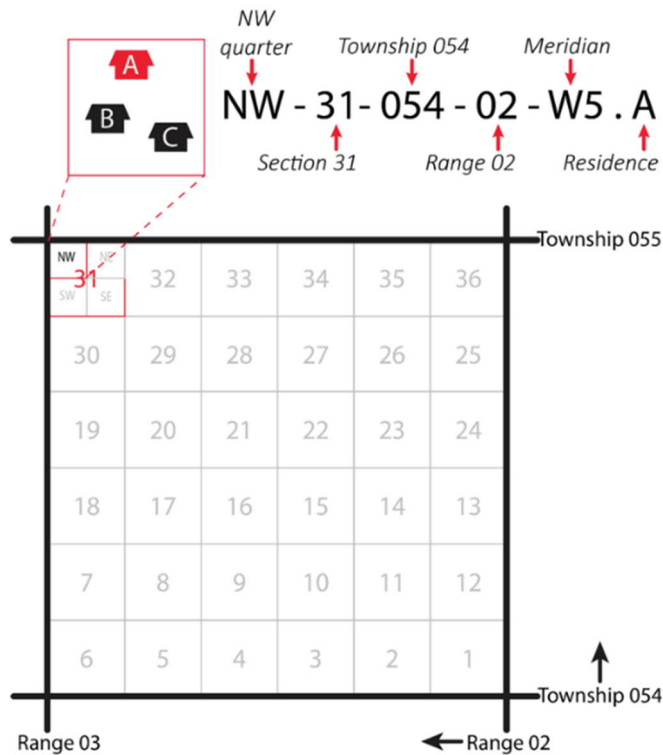 NW
quarter
Township 054
Meridian
NW - 31 - 054 - 02 - W5 . A
Section 31
Range 02
Residence
A
B
C
Township 055
NW NE
31
SW SE
32 33 34 35 36
30 29 28 27 26 25
19 20 21 22 23 24
18 17 16 15 14 13
7 8 9 10 11 12
6 5 4 3 2 1
Township 054
Range 03
Range 02